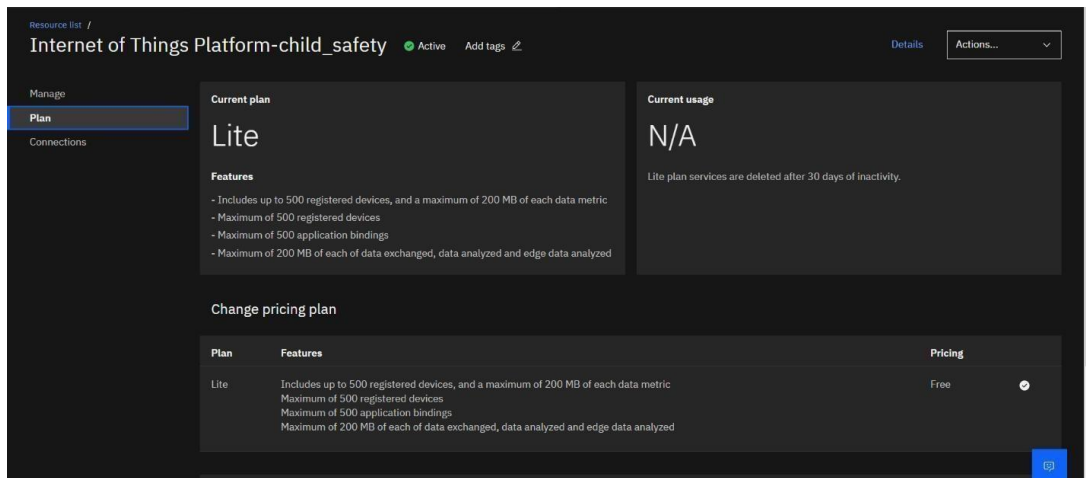 Resource list /
Internet of Things Platform-child_safety Active Add tags
Details Actions...
Manage
Plan
Connections
Current plan
Lite
Features
- Includes up to 500 registered devices, and a maximum of 200 MB of each data metric
- Maximum of 500 registered devices
- Maximum of 500 application bindings
- Maximum of 200 MB of each of data exchanged, data analyzed and edge data analyzed
Current usage
N/A
Lite plan services are deleted after 30 days of inactivity.
Change pricing plan
Plan Features Pricing
Lite Includes up to 500 registered devices, and a maximum of 200 MB of each data metric Free
Maximum of 500 registered devices
Maximum of 500 application bindings
Maximum of 200 MB of each of data exchanged, data analyzed and edge data analyzed